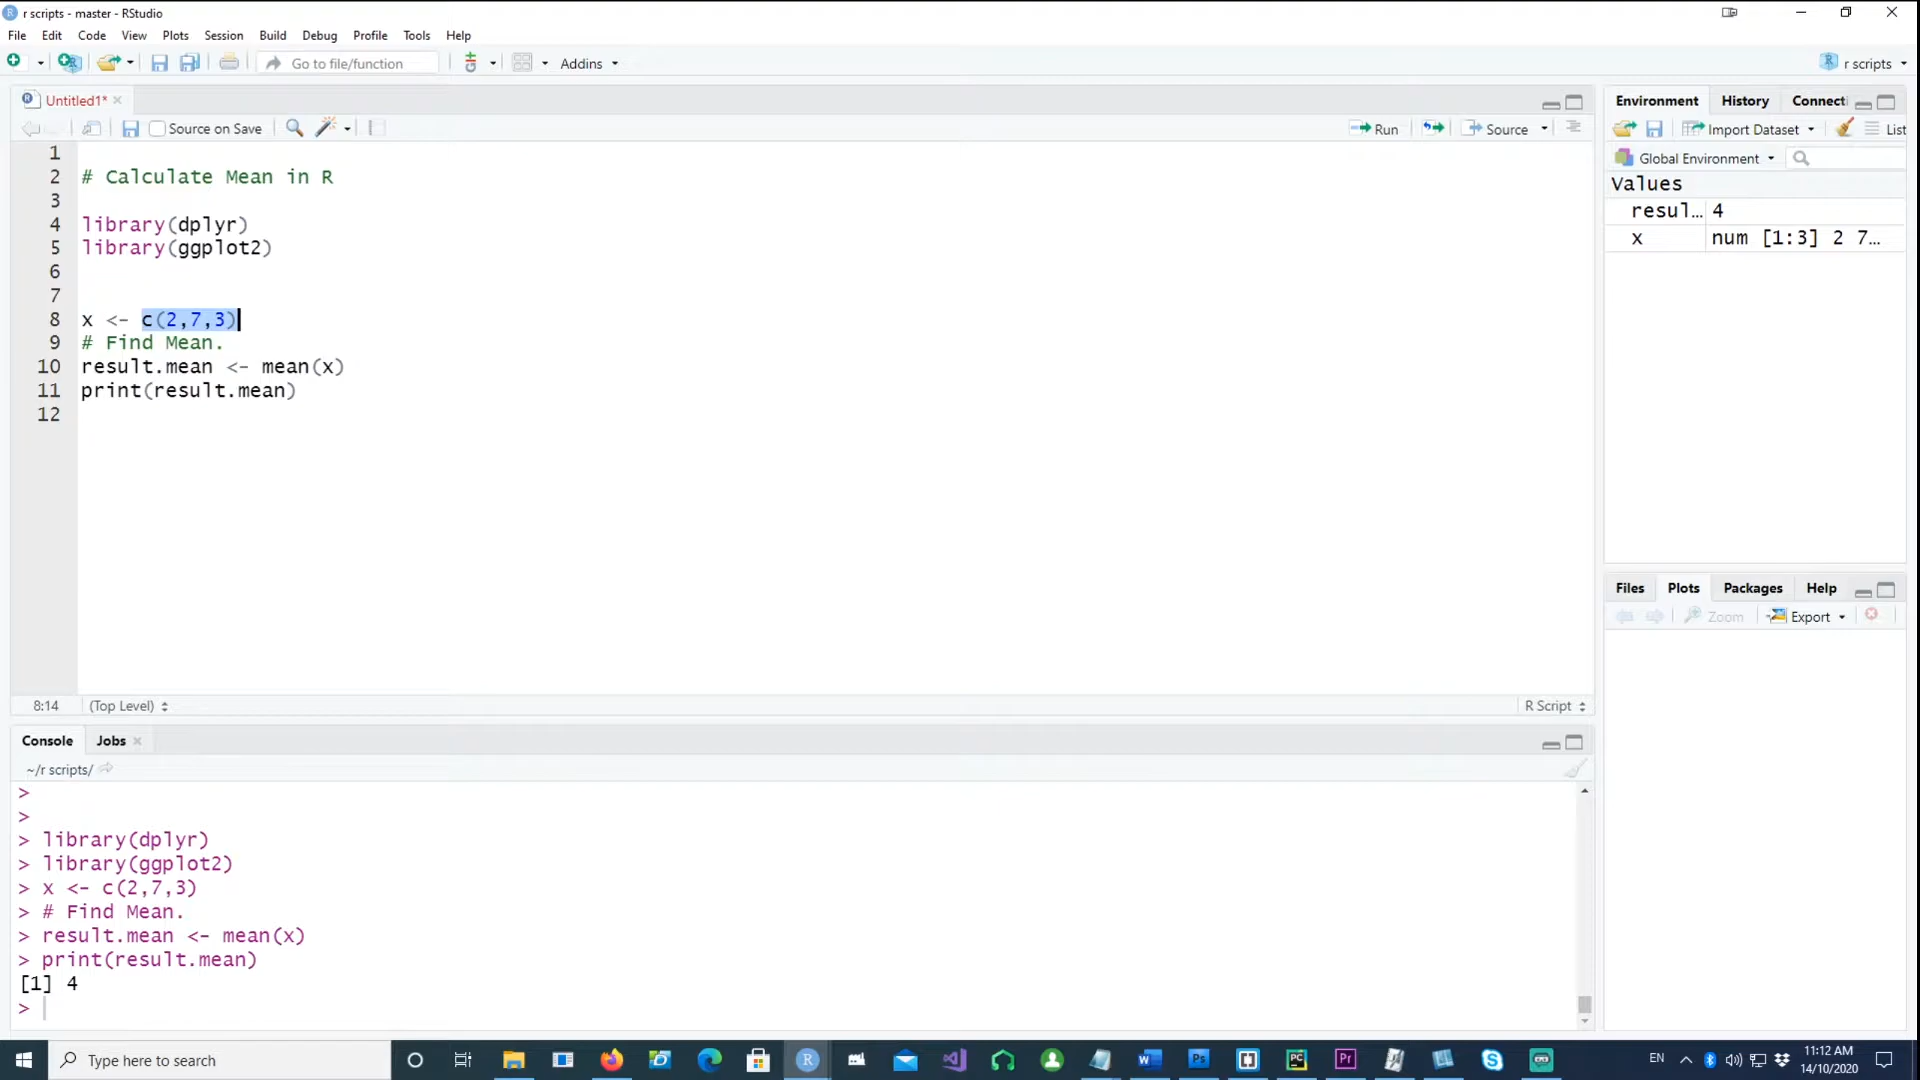 r scripts - master - RStudio
File Edit Code View Plots Session Build Debug Profile Tools Help
Go to file/function Addins r scripts
Untitled1*
Source on Save Run Source
1
2 # Calculate Mean in R
3
4 library(dplyr)
5 library(ggplot2)
6
7
8 x <- c(2,7,3)
9 # Find Mean.
10 result.mean <- mean(x)
11 print(result.mean)
12
8:14 (Top Level) R Script
Console Jobs
~/r scripts/
>
>
> library(dplyr)
> library(ggplot2)
> x <- c(2,7,3)
> # Find Mean.
> result.mean <- mean(x)
> print(result.mean)
[1] 4
>
Environment History Connecti
Import Dataset List
Global Environment
Values
resul… 4
x num [1:3] 2 7…
Files Plots Packages Help
Zoom Export
Type here to search
EN 11:12 AM
14/10/2020